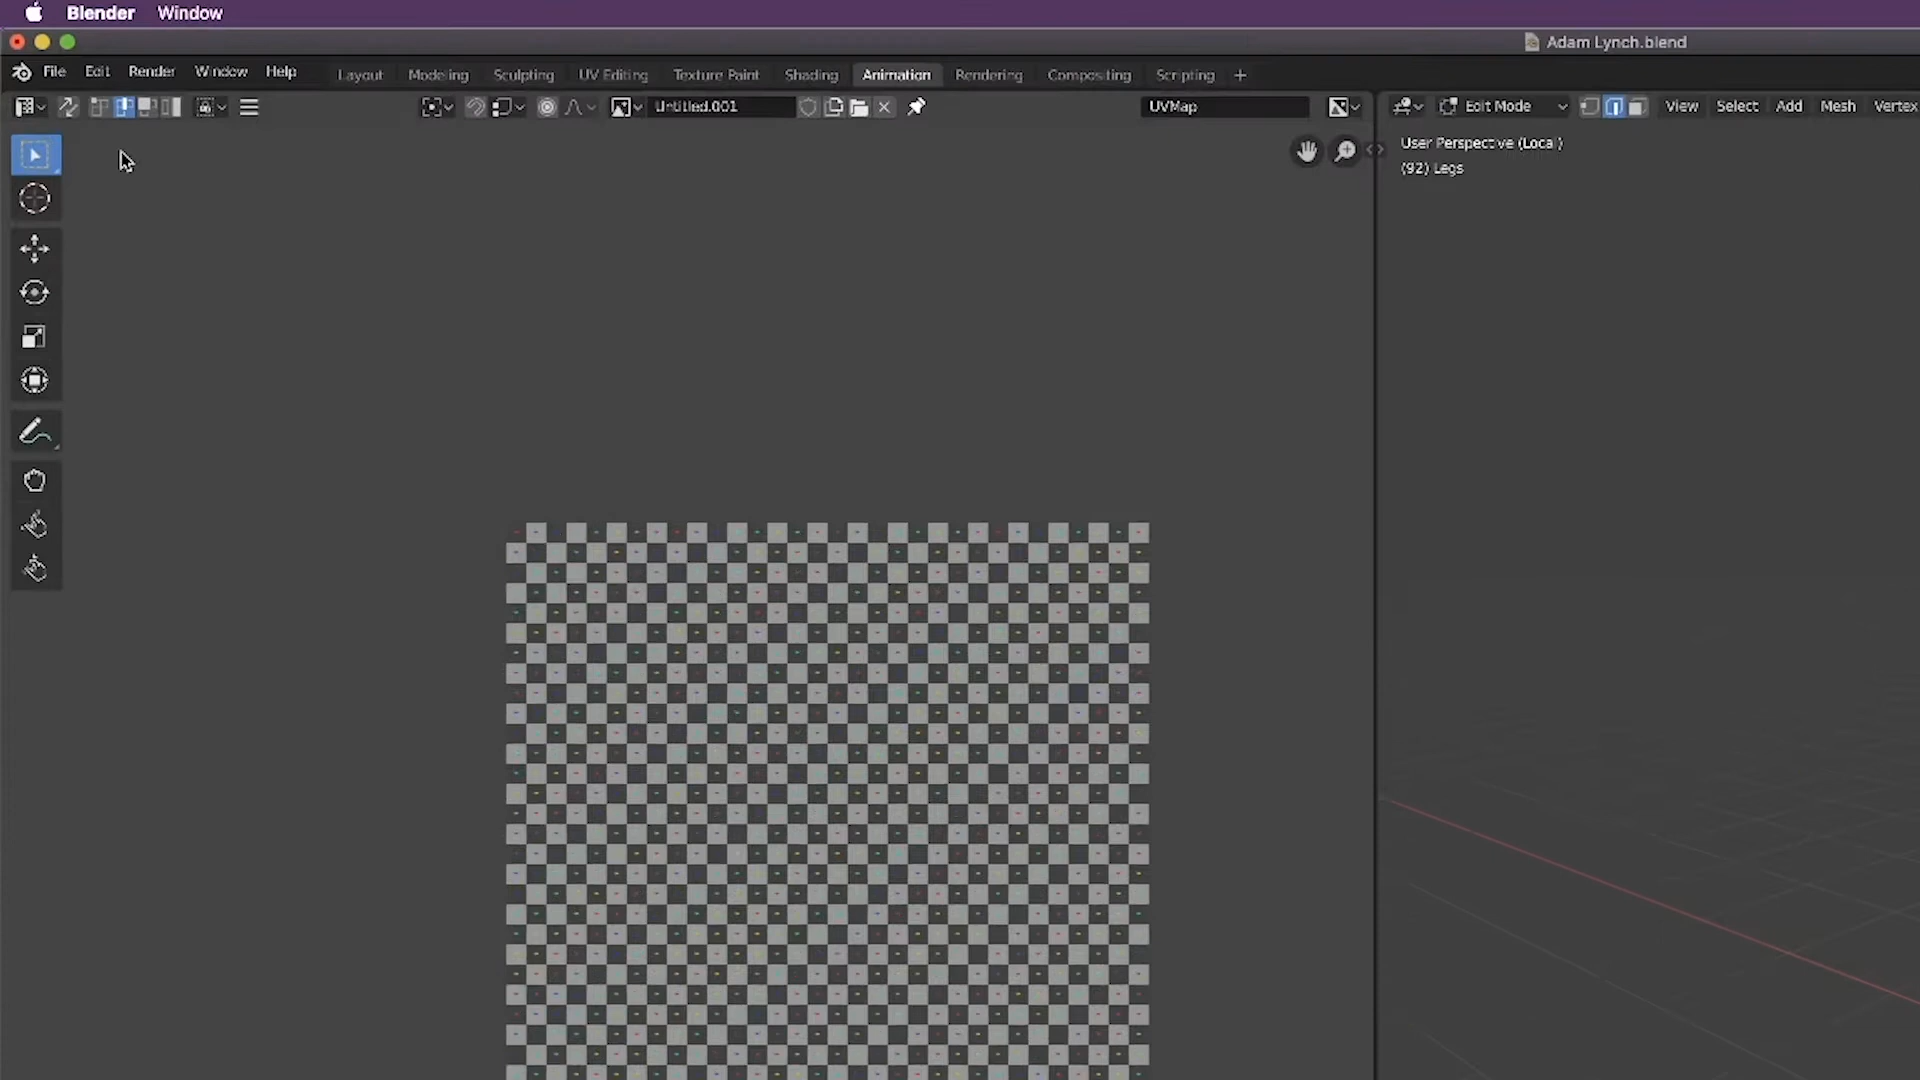 Blender Window
Adam Lynch.blend
File Edit Render Window Help Layout Modeling Sculpting UV Editing Texture Paint Shading Animation Rendering Compositing Scripting +
Untitled.001 UVMap Edit Mode View Select Add Mesh Vertex
User Perspective (Local)
(92) Legs